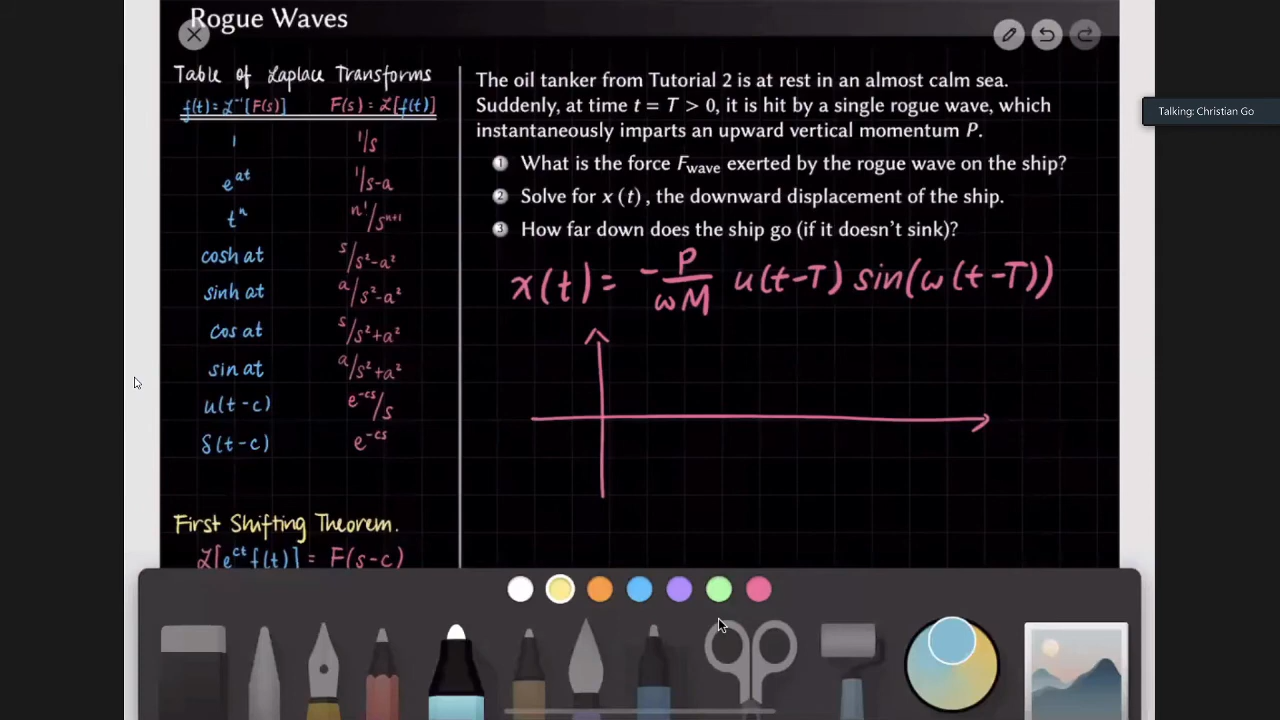 Rogue Waves
Talking: Christian Go
Table of Laplace Transforms
f(t) = ℒ⁻¹[F(s)] F(s) = ℒ[f(t)]
1 1/s
e^{at} 1/s-a
t^n n!/s^{n+1}
cosh at s/s²-a²
sinh at a/s²-a²
cos at s/s²+a²
sin at a/s²+a²
u(t-c) e^{-cs}/s
δ(t-c) e^{-cs}
First Shifting Theorem.
ℒ[e^{ct} f(t)] = F(s-c)
The oil tanker from Tutorial 2 is at rest in an almost calm sea.
Suddenly, at time t = T > 0, it is hit by a single rogue wave, which
instantaneously imparts an upward vertical momentum P.
1 What is the force F_wave exerted by the rogue wave on the ship?
2 Solve for x (t), the downward displacement of the ship.
3 How far down does the ship go (if it doesn't sink)?
x(t) = - P/ωM u(t-T) sin(ω(t-T))